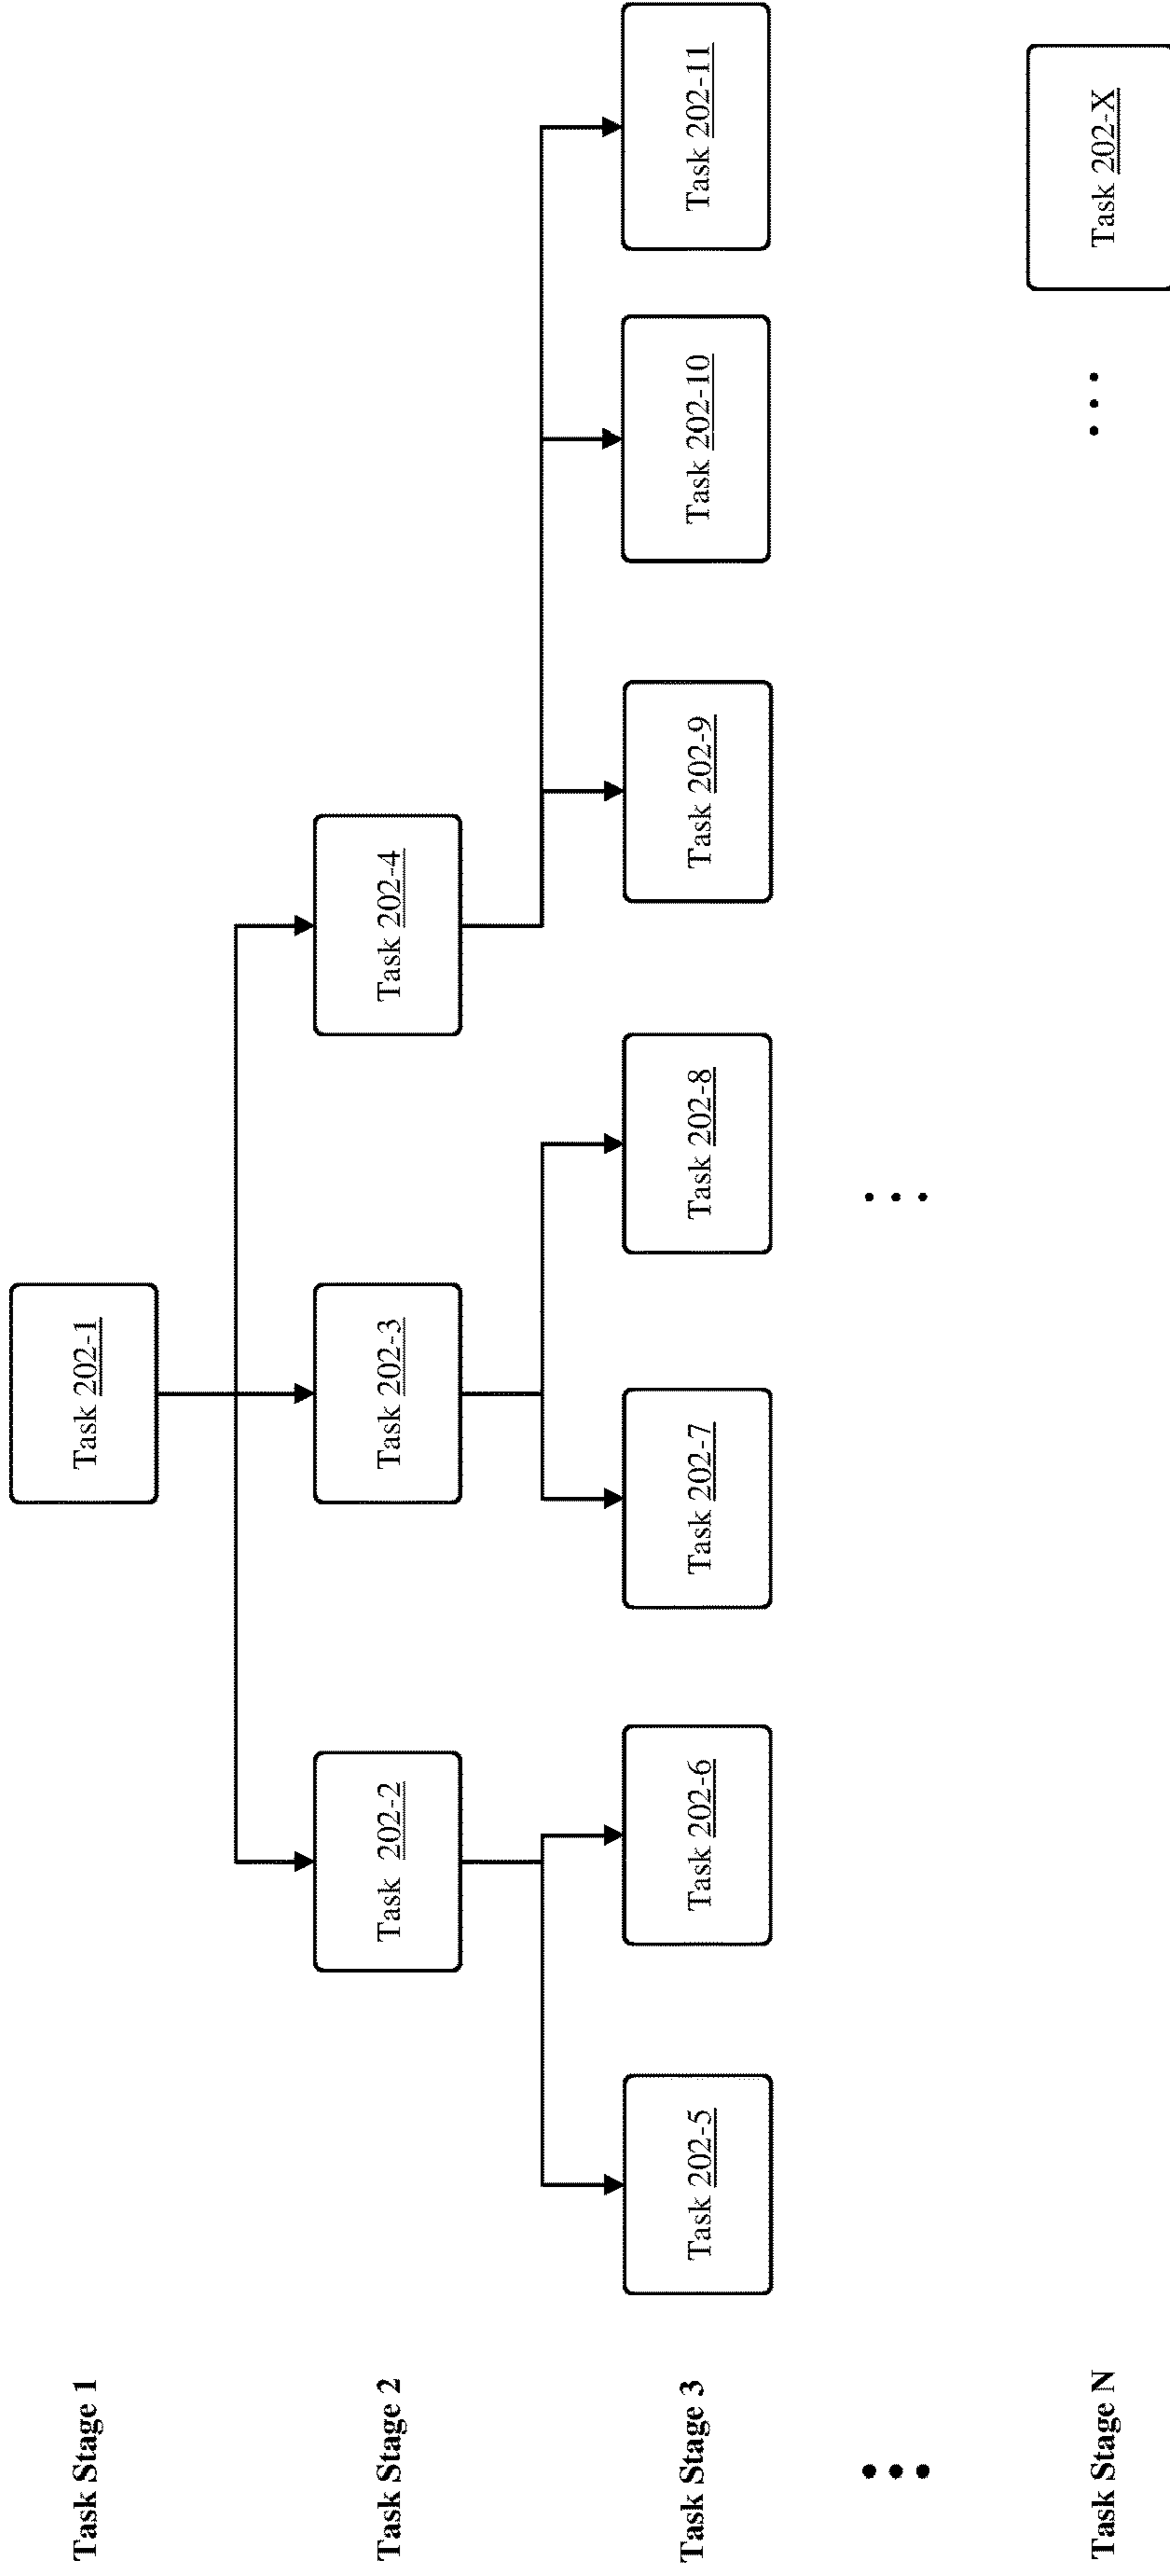 Task Stage 1
Task 202-1
Task Stage 2
Task 202-2
Task 202-3
Task 202-4
Task Stage 3
Task 202-5
Task 202-6
Task 202-7
Task 202-8
Task 202-9
Task 202-10
Task 202-11
Task Stage N
Task 202-X